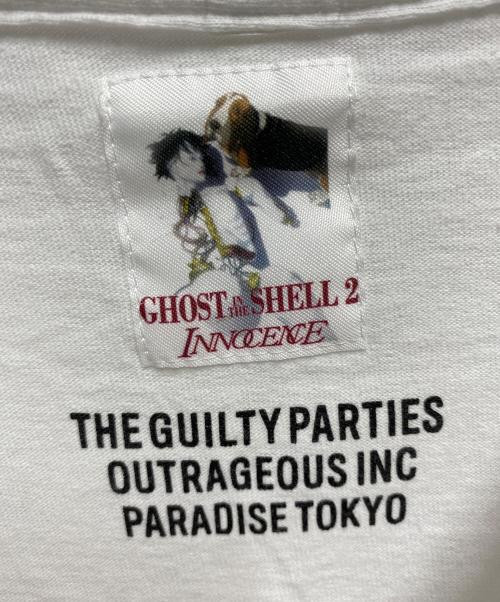 GHOST IN THE SHELL 2
INNOCENCE
THE GUILTY PARTIES
OUTRAGEOUS INC
PARADISE TOKYO